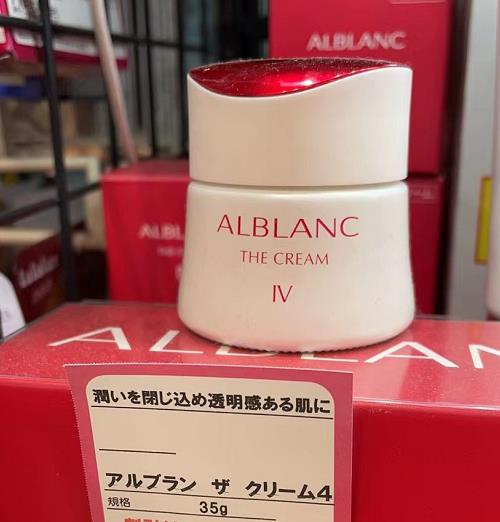 ALBLANC
ALBLANC
ALBLANC
THE CREAM
IV
潤いを閉じ込め透明感ある肌に
アルブラン ザ クリーム4
規格 35g